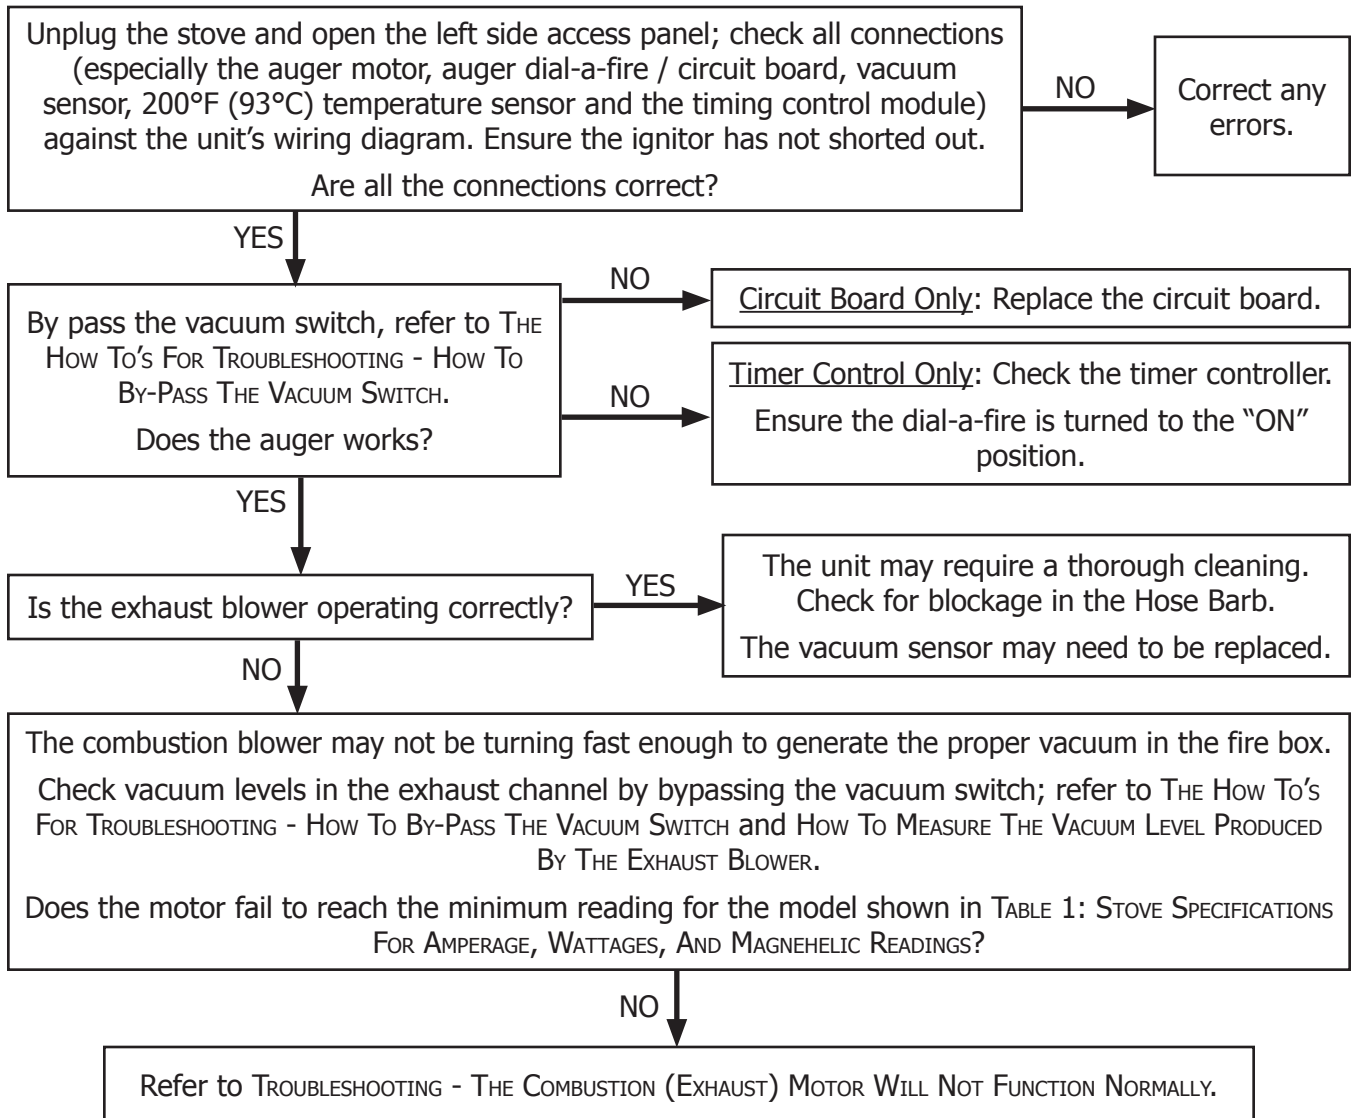 Unplug the stove and open the left side access panel; check all connections
(especially the auger motor, auger dial-a-fire / circuit board, vacuum
sensor, 200°F (93°C) temperature sensor and the timing control module)
against the unit’s wiring diagram. Ensure the ignitor has not shorted out.
Are all the connections correct?
NO
Correct any
errors.
YES
By pass the vacuum switch, refer to The
How To’s For Troubleshooting - How To
By-Pass The Vacuum Switch.
Does the auger works?
NO
Circuit Board Only: Replace the circuit board.
NO
Timer Control Only: Check the timer controller.
Ensure the dial-a-fire is turned to the “ON”
position.
YES
Is the exhaust blower operating correctly?
YES
The unit may require a thorough cleaning.
Check for blockage in the Hose Barb.
The vacuum sensor may need to be replaced.
NO
The combustion blower may not be turning fast enough to generate the proper vacuum in the fire box.
Check vacuum levels in the exhaust channel by bypassing the vacuum switch; refer to The How To’s
For Troubleshooting - How To By-Pass The Vacuum Switch and How To Measure The Vacuum Level Produced
By The Exhaust Blower.
Does the motor fail to reach the minimum reading for the model shown in Table 1: Stove Specifications
For Amperage, Wattages, And Magnehelic Readings?
NO
Refer to Troubleshooting - The Combustion (Exhaust) Motor Will Not Function Normally.